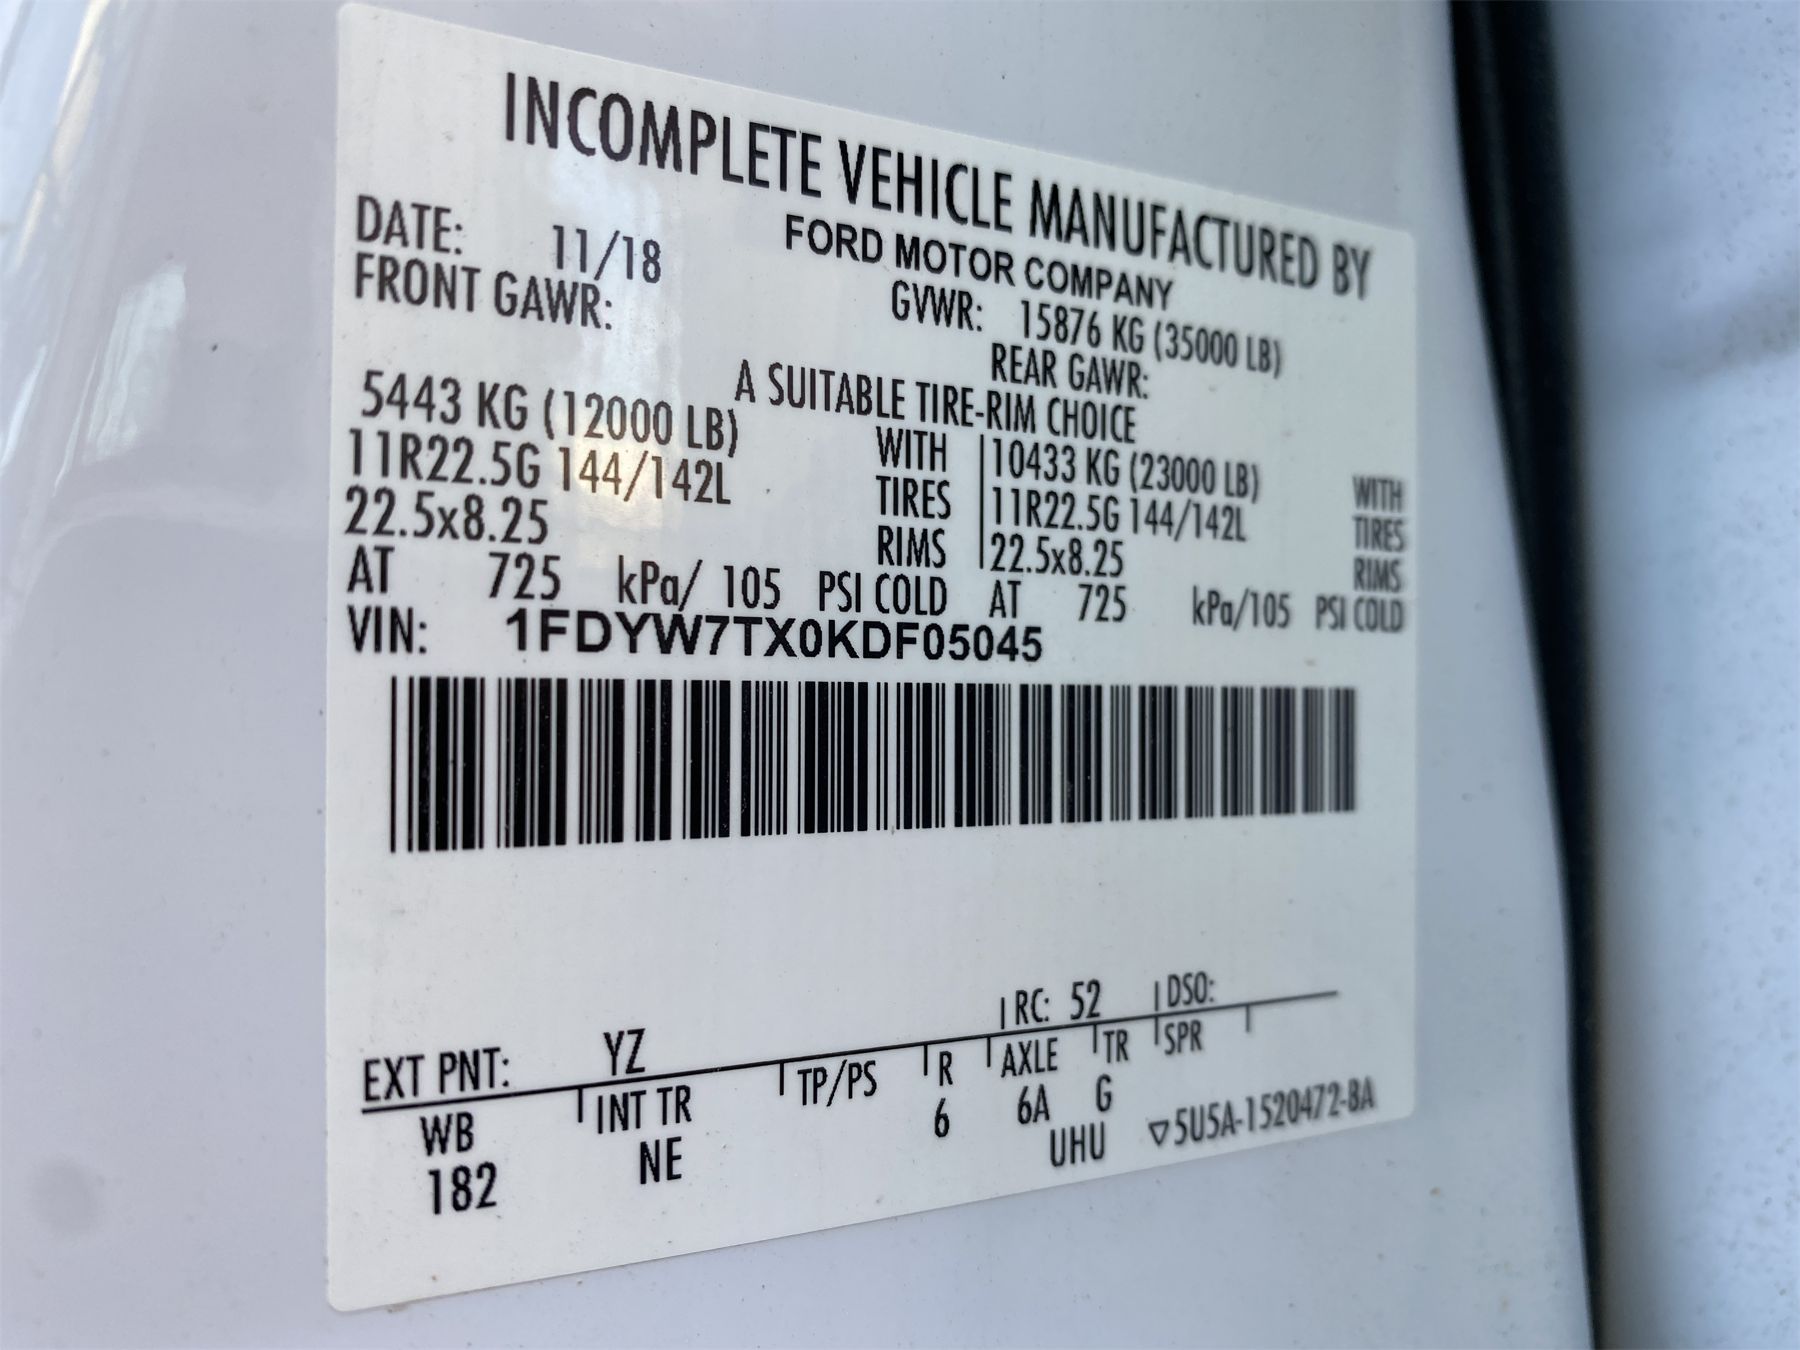 INCOMPLETE VEHICLE MANUFACTURED BY
FORD MOTOR COMPANY
DATE: 11/18 GVWR: 15876 KG (35000 LB)
FRONT GAWR: REAR GAWR:
A SUITABLE TIRE-RIM CHOICE
5443 KG (12000 LB) WITH 10433 KG (23000 LB) WITH
11R22.5G 144/142L TIRES 11R22.5G 144/142L TIRES
22.5x8.25 RIMS 22.5x8.25 RIMS
AT 725 kPa/ 105 PSI COLD AT 725 kPa/105 PSI COLD
VIN: 1FDYW7TX0KDF05045
EXT PNT: YZ RC: 52 DSO:
WB INT TR TP/PS R AXLE TR SPR
182 NE 6 6A G
UHU ▽5U5A-1520472-BA